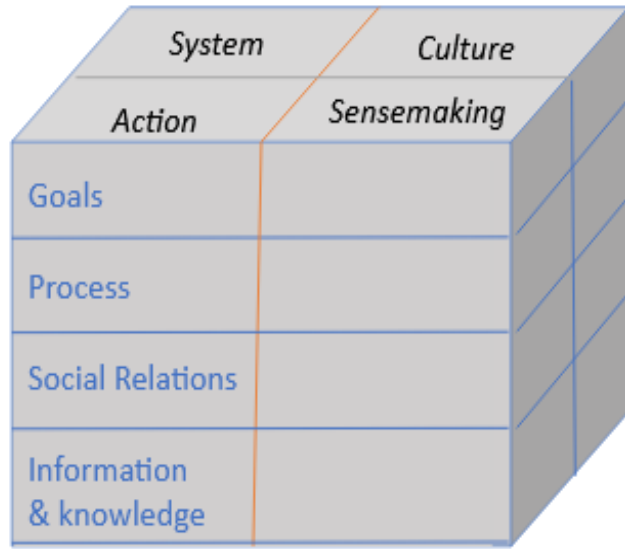 System
Culture
Action
Sensemaking
Goals
Process
Social Relations
Information
& knowledge